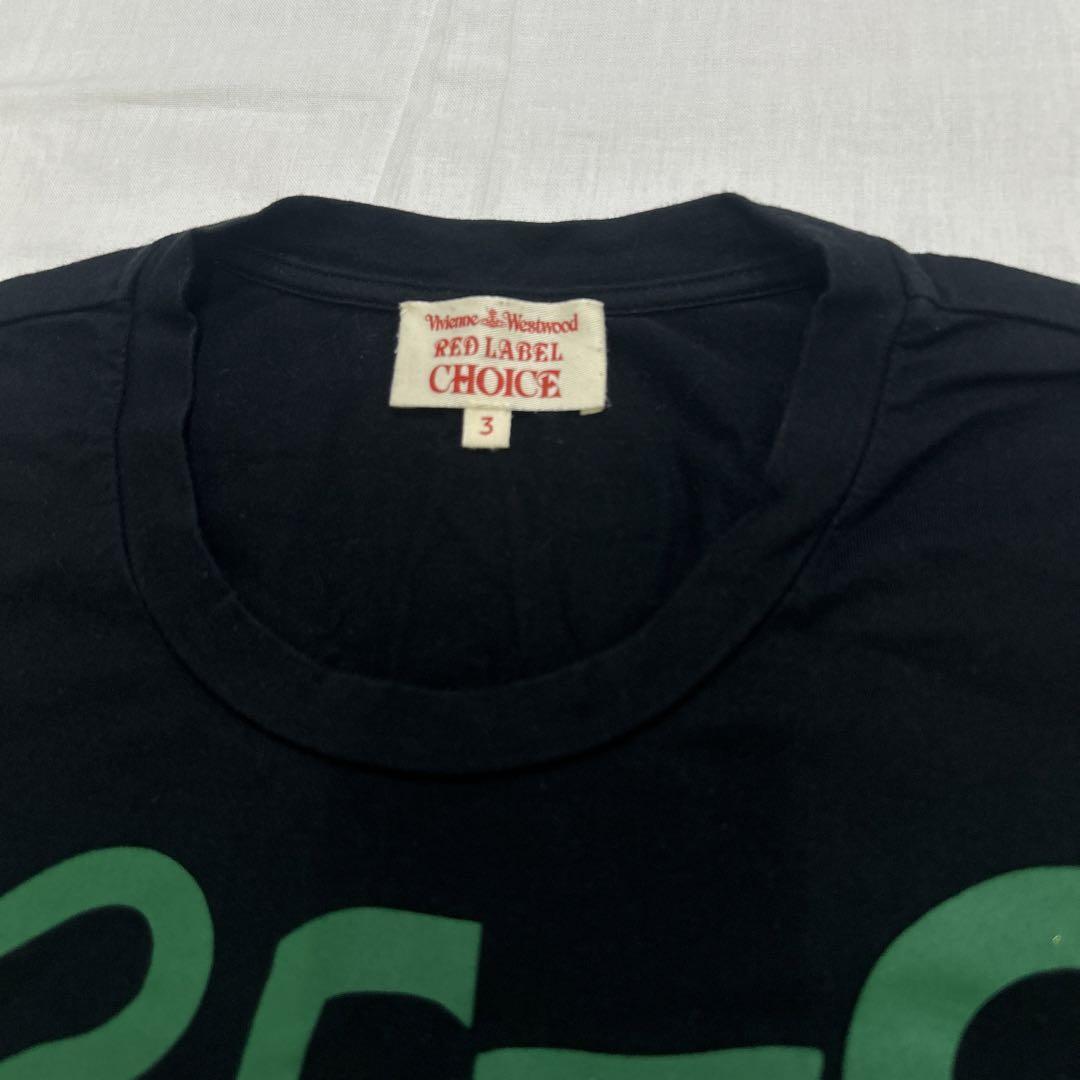 Vivienne Westwood
RED LABEL
CHOICE
3